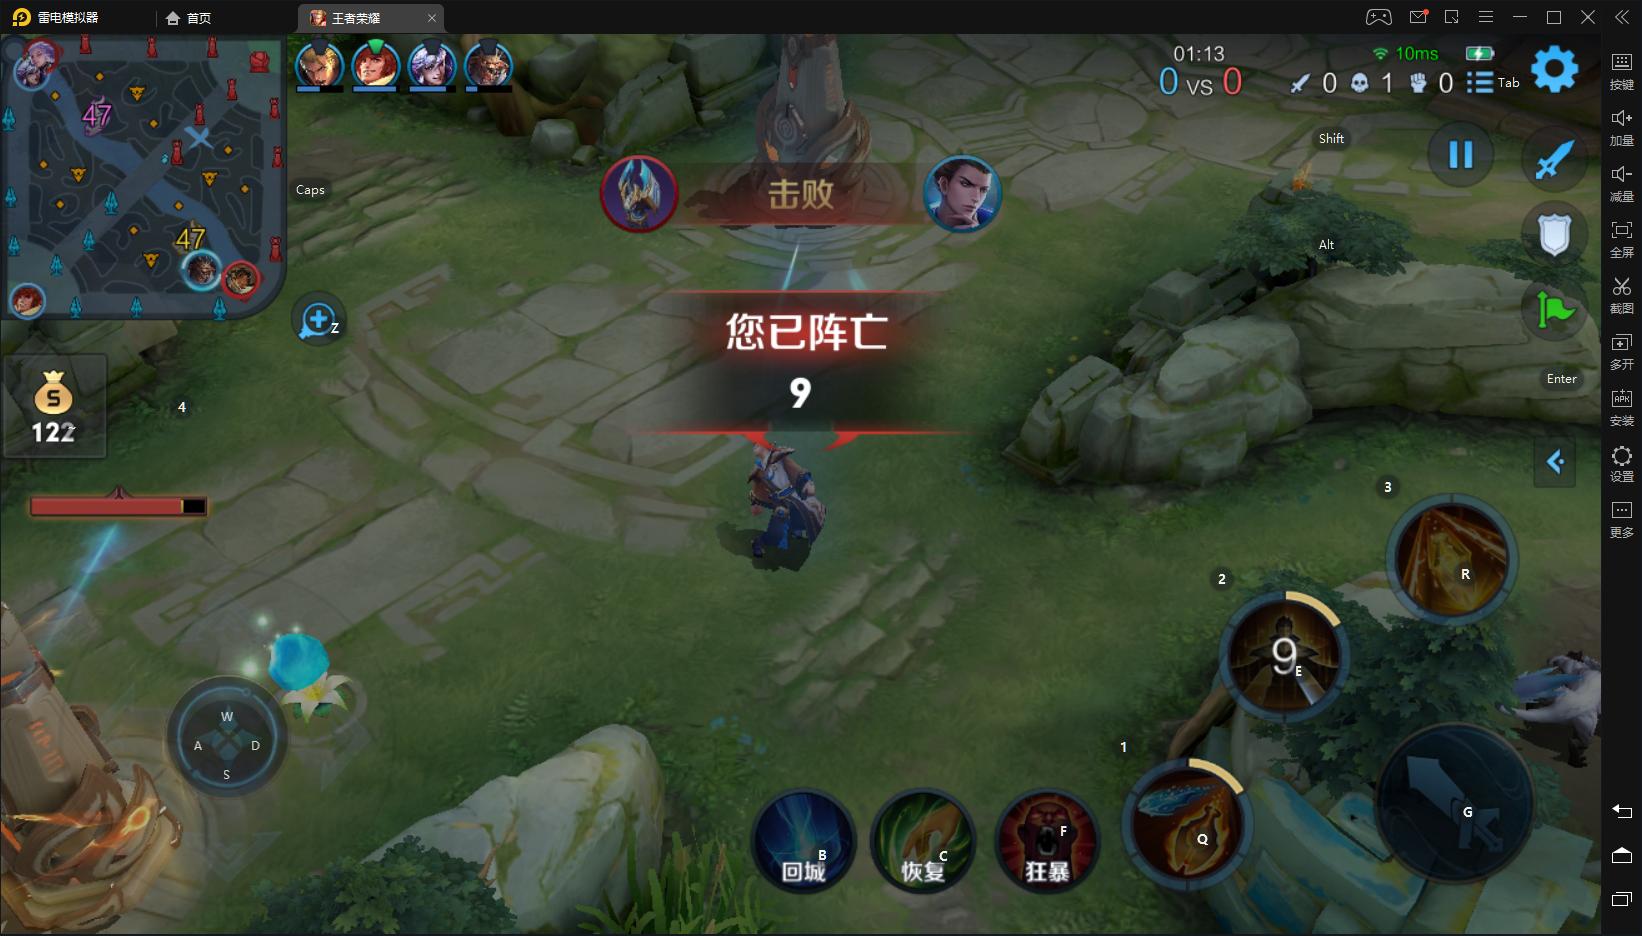 雷电模拟器
首页
王者荣耀
01:13
10ms
0 VS 0
0 1 0 Tab
Shift
Caps
Alt
Enter
47
47
击败
您已阵亡
9
Z
S
122
4
3
R
2
9
E
1
Q
G
W
A
D
S
B
回城
C
恢复
F
狂暴
按键
加量
减量
全屏
截图
多开
APK
安装
设置
更多